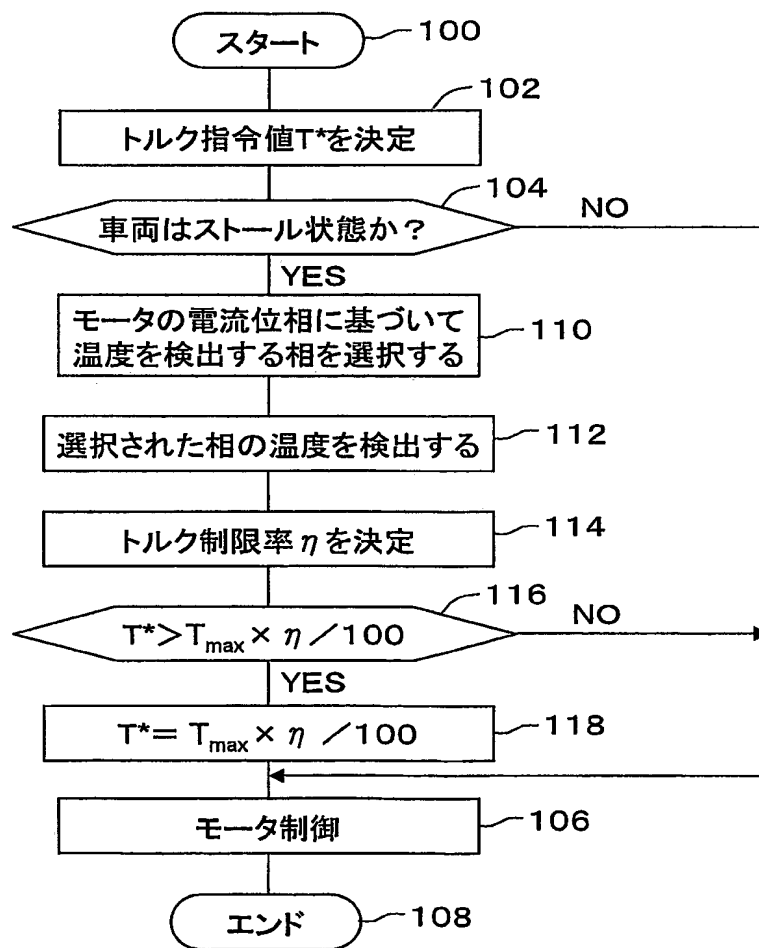 スタート
100
102
トルク指令値T*を決定
104
車両はストール状態か？
NO
YES
モータの電流位相に基づいて
温度を検出する相を選択する
110
選択された相の温度を検出する
112
トルク制限率ηを決定
114
116
T*>Tmax×η/100
NO
YES
T*=Tmax×η/100
118
モータ制御
106
エンド
108